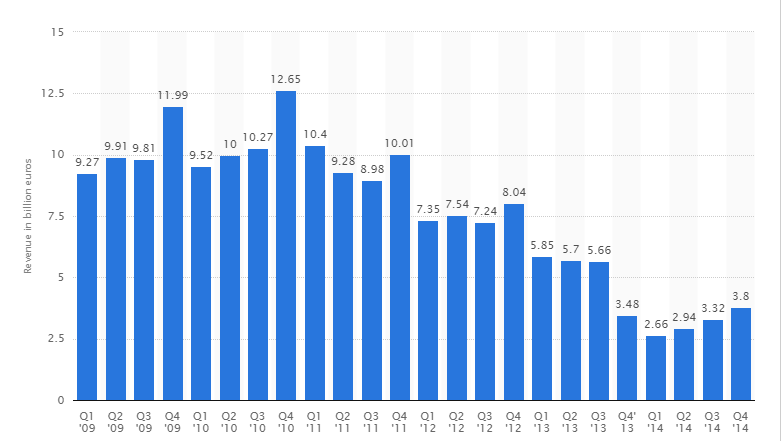 15
12.5
10
7.5
5
2.5
0
Revenue in billion euros
9.27
9.91
9.81
11.99
9.52
10
10.27
12.65
10.4
9.28
8.98
10.01
7.35
7.54
7.24
8.04
5.85
5.7
5.66
3.48
2.66
2.94
3.32
3.8
Q1 '09
Q2 '09
Q3 '09
Q4 '09
Q1 '10
Q2 '10
Q3 '10
Q4 '10
Q1 '11
Q2 '11
Q3 '11
Q4 '11
Q1 '12
Q2 '12
Q3 '12
Q4 '12
Q1 '13
Q2 '13
Q3 '13
Q4' 13
Q1 '14
Q2 '14
Q3 '14
Q4 '14